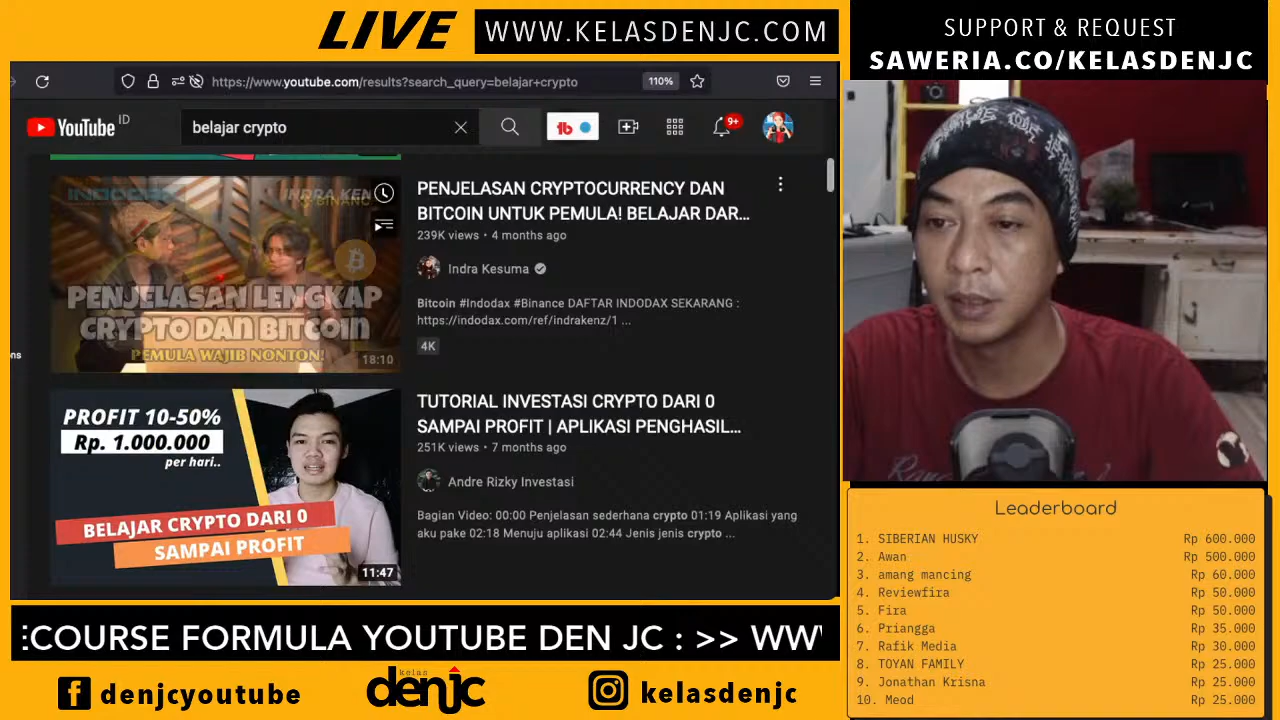 LIVE
WWW.KELASDENJC.COM
SUPPORT & REQUEST
SAWERIA.CO/KELASDENJC
https://www.youtube.com/results?search_query=belajar+crypto
110%
YouTube ID
belajar crypto
9+
INDODAX
INDRA KEN
BINANC
PENJELASAN LENGKAP
CRYPTO DAN BITCOIN
PEMULA WAJIB NONTON!
18:10
PENJELASAN CRYPTOCURRENCY DAN
BITCOIN UNTUK PEMULA! BELAJAR DAR...
239K views • 4 months ago
Indra Kesuma
Bitcoin #Indodax #Binance DAFTAR INDODAX SEKARANG :
https://indodax.com/ref/indrakenz/1 ...
4K
ons
PROFIT 10-50%
Rp. 1.000.000
per hari..
BELAJAR CRYPTO DARI 0
SAMPAI PROFIT
11:47
TUTORIAL INVESTASI CRYPTO DARI 0
SAMPAI PROFIT | APLIKASI PENGHASIL...
251K views • 7 months ago
Andre Rizky Investasi
Bagian Video: 00:00 Penjelasan sederhana crypto 01:19 Aplikasi yang
aku pake 02:18 Menuju aplikasi 02:44 Jenis jenis crypto ...
Leaderboard
1. SIBERIAN HUSKY Rp 600.000
2. Awan Rp 500.000
3. amang mancing Rp 60.000
4. Reviewfira Rp 50.000
5. Fira Rp 50.000
6. Priangga Rp 35.000
7. Rafik Media Rp 30.000
8. TOYAN FAMILY Rp 25.000
9. Jonathan Krisna Rp 25.000
10. Meod Rp 25.000
ECOURSE FORMULA YOUTUBE DEN JC : >> WWW
denjcyoutube
kelas
denjc
kelasdenjc